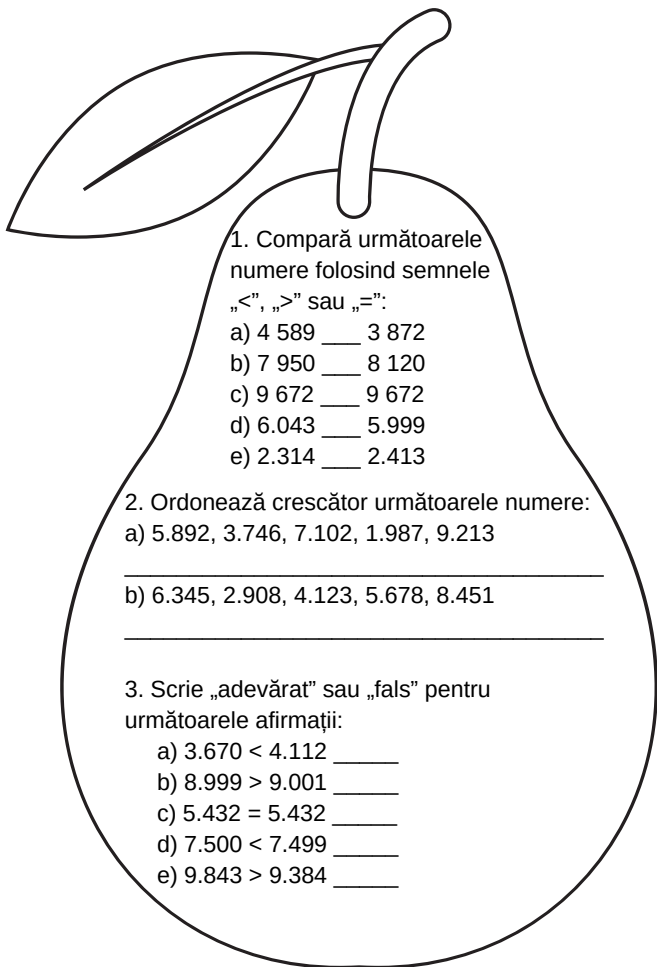 1. Compară următoarele
numere folosind semnele
„<”, „>” sau „=”:
a) 4 589 ___ 3 872
b) 7 950 ___ 8 120
c) 9 672 ___ 9 672
d) 6.043 ___ 5.999
e) 2.314 ___ 2.413
2. Ordonează crescător următoarele numere:
a) 5.892, 3.746, 7.102, 1.987, 9.213
_____________________________________
b) 6.345, 2.908, 4.123, 5.678, 8.451
_____________________________________
3. Scrie „adevărat” sau „fals” pentru
următoarele afirmații:
a) 3.670 < 4.112 _____
b) 8.999 > 9.001 _____
c) 5.432 = 5.432 _____
d) 7.500 < 7.499 _____
e) 9.843 > 9.384 _____